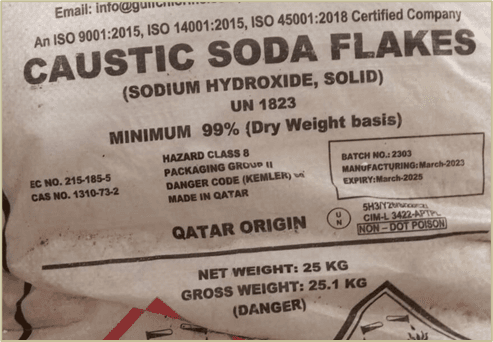 Email:
An ISO 9001:2015, ISO 14001:2015, ISO 45001:2018 Certified Company
CAUSTIC SODA FLAKES
(SODIUM HYDROXIDE, SOLID)
UN 1823
MINIMUM 99% (Dry Weight basis)
EC NO. 215-185-5
CAS NO. 1310-73-2
HAZARD CLASS 8
PACKAGING GROUP II
DANGER CODE (KEMLER)
MADE IN QATAR
BATCH NO.: 2303
MANUFACTURING: March-2023
EXPIRY: March-2025
QATAR ORIGIN
UN
CIM-L 3422-APTPL
NON - DOT POISON
NET WEIGHT: 25 KG
GROSS WEIGHT: 25.1 KG
(DANGER)